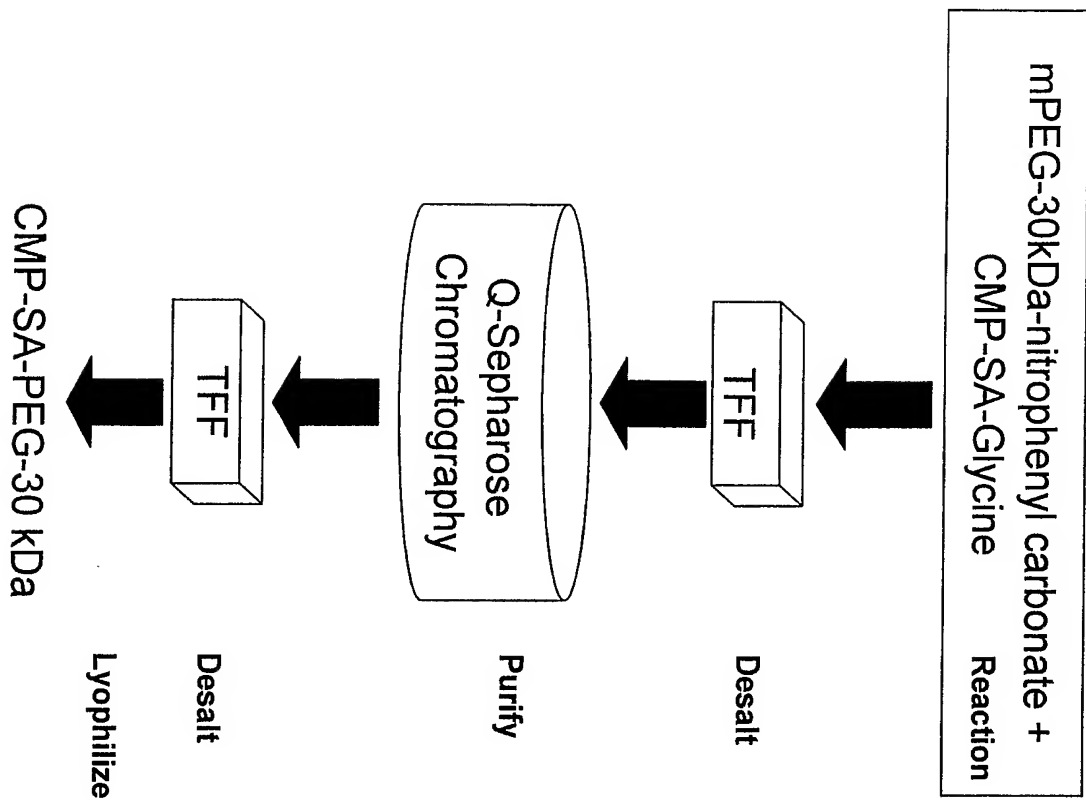 mPEG-30kDa-nitrophenyl carbonate +
CMP-SA-Glycine
Reaction
TFF
Desalt
Q-Sepharose
Chromatography
Purify
TFF
Desalt
Lyophilize
CMP-SA-PEG-30 kDa